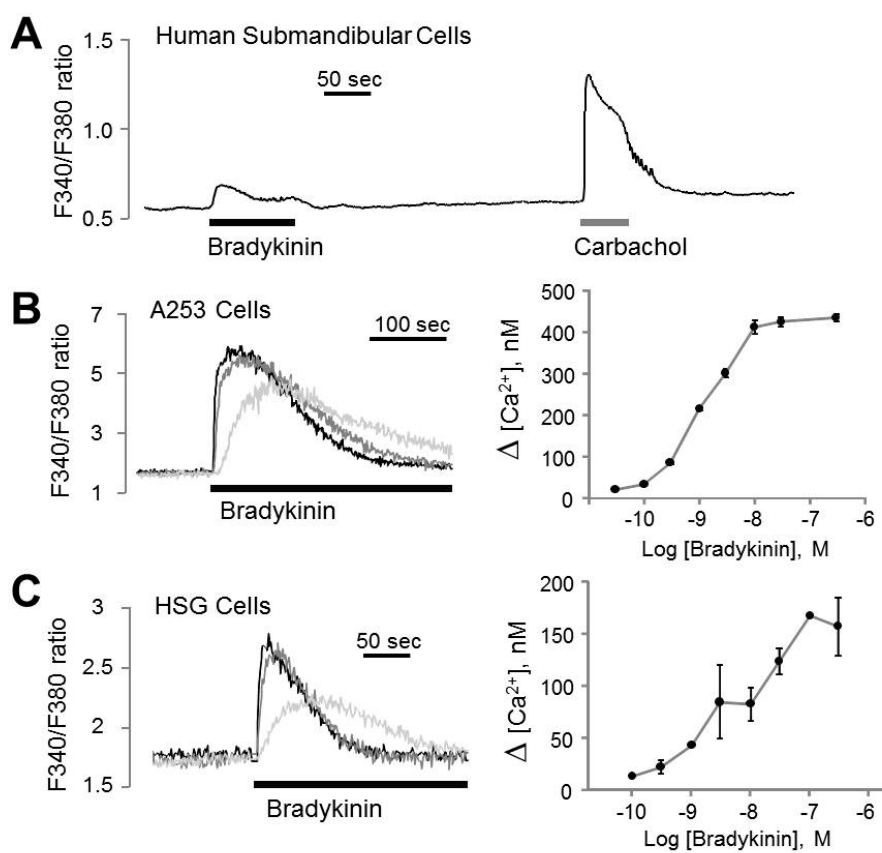 A
Human Submandibular Cells
F340/F380 ratio
1.5
1.0
0.5
50 sec
Bradykinin
Carbachol
B
A253 Cells
F340/F380 ratio
7
5
3
1
100 sec
Bradykinin
Δ [Ca²⁺], nM
500
400
300
200
100
0
-10 -9 -8 -7 -6
Log [Bradykinin], M
C
HSG Cells
F340/F380 ratio
3
2.5
2
1.5
50 sec
Bradykinin
Δ [Ca²⁺], nM
200
150
100
50
0
-10 -9 -8 -7 -6
Log [Bradykinin], M